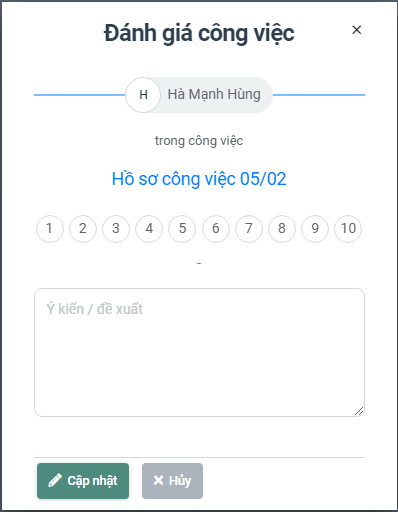 Đánh giá công việc ×
H Hà Mạnh Hùng
trong công việc
Hồ sơ công việc 05/02
1 2 3 4 5 6 7 8 9 10
-
Ý kiến / đề xuất
Cập nhật Hủy